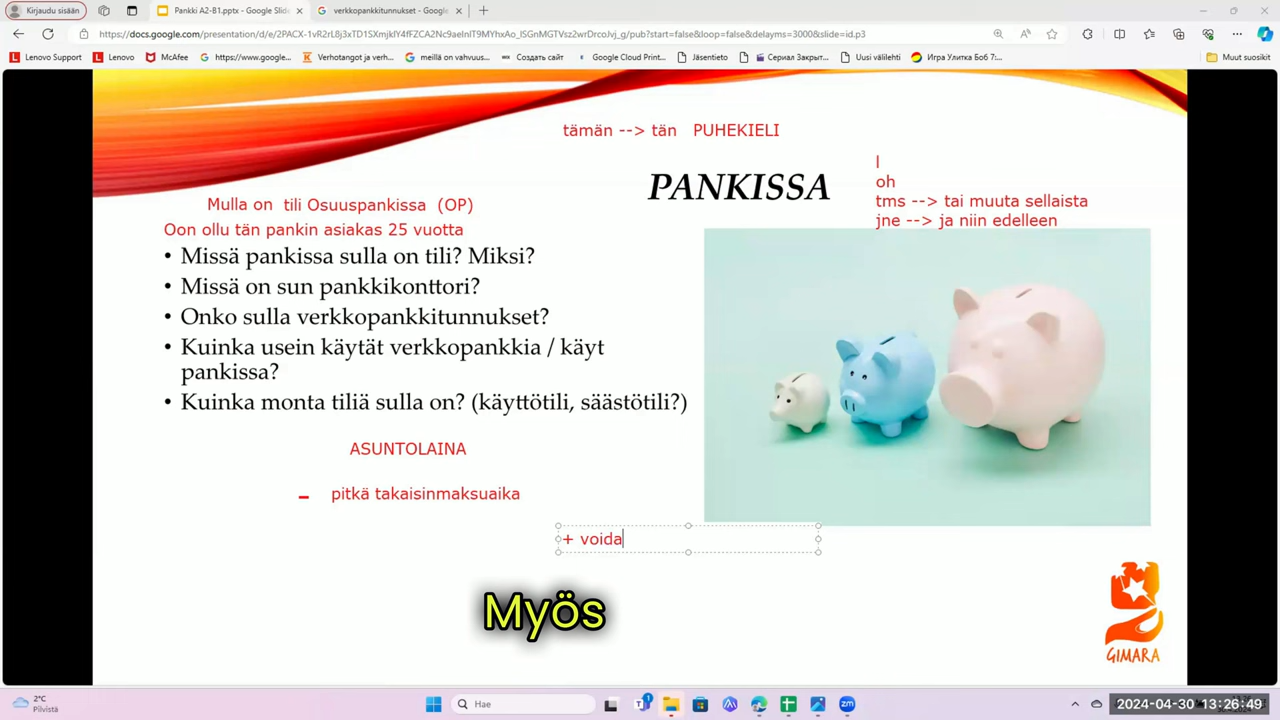 Kirjaudu sisään
Pankki A2-B1.pptx - Google Slide
verkkopankkitunnukset - Google
https://docs.google.com/presentation/d/e/2PACX-1vR2rL8j3xTD1SXmjklY4fFZCA2Nc9aeInIT9MYHxAo_lSGnMGTVsz2wrDrcoJvj_g/pub?start=false&loop=false&delayms=3000&slide=id.p3
Lenovo Support
Lenovo
McAfee
https://www.google....
Verhotangot ja verh...
meillä on vahvuus...
Создать сайт
Google Cloud Print...
Jäsentieto
Сериал Закрыт...
Uusi välilehti
Игра Улитка Боб 7:...
Muut suosikit
tämän --> tän PUHEKIELI
l
PANKISSA
oh
tms --> tai muuta sellaista
jne --> ja niin edelleen
Mulla on tili Osuuspankissa (OP)
Oon ollu tän pankin asiakas 25 vuotta
• Missä pankissa sulla on tili? Miksi?
• Missä on sun pankkikonttori?
• Onko sulla verkkopankkitunnukset?
• Kuinka usein käytät verkkopankkia / käyt
pankissa?
• Kuinka monta tiliä sulla on? (käyttötili, säästötili?)
ASUNTOLAINA
- pitkä takaisinmaksuaika
+ voida
Myös
GIMARA
2°C
Pilvistä
Hae
2024-04-30 13:26:49